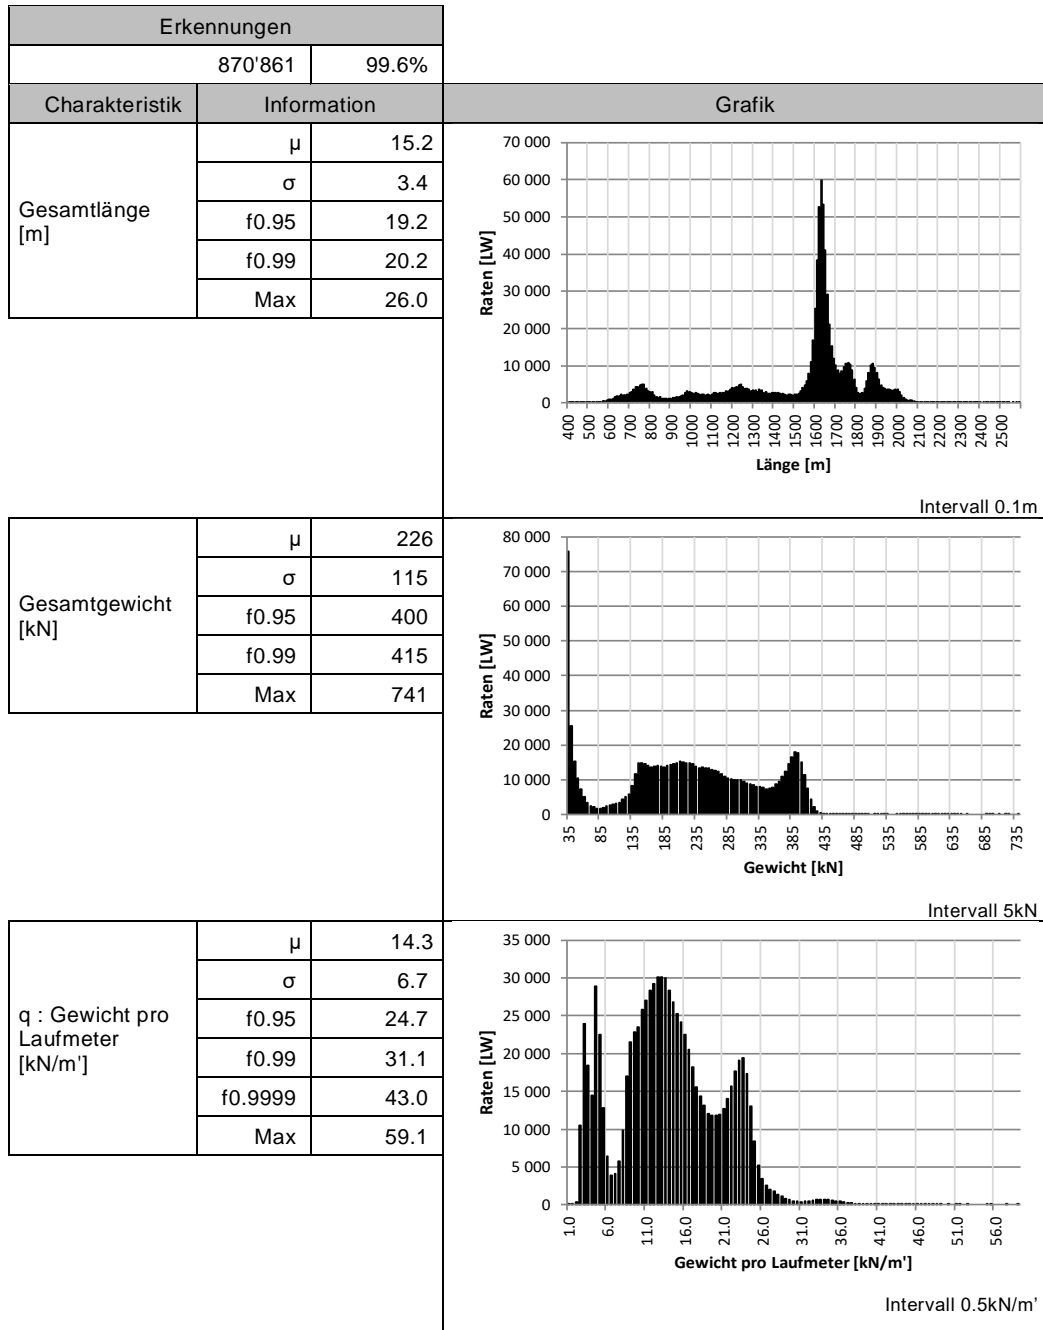 Erkennungen
870'861 99.6%
Charakteristik Information Grafik
Gesamtlänge
[m]
μ 15.2
σ 3.4
f0.95 19.2
f0.99 20.2
Max 26.0
70 000
60 000
50 000
40 000
30 000
20 000
10 000
0
Raten [LW]
400 500 600 700 800 900 1000 1100 1200 1300 1400 1500 1600 1700 1800 1900 2000 2100 2200 2300 2400 2500
Länge [m]
Intervall 0.1m
Gesamtgewicht
[kN]
μ 226
σ 115
f0.95 400
f0.99 415
Max 741
80 000
70 000
60 000
50 000
40 000
30 000
20 000
10 000
0
Raten [LW]
35 85 135 185 235 285 335 385 435 485 535 585 635 685 735
Gewicht [kN]
Intervall 5kN
q : Gewicht pro
Laufmeter
[kN/m']
μ 14.3
σ 6.7
f0.95 24.7
f0.99 31.1
f0.9999 43.0
Max 59.1
35 000
30 000
25 000
20 000
15 000
10 000
5 000
0
Raten [LW]
1.0 6.0 11.0 16.0 21.0 26.0 31.0 36.0 41.0 46.0 51.0 56.0
Gewicht pro Laufmeter [kN/m']
Intervall 0.5kN/m’